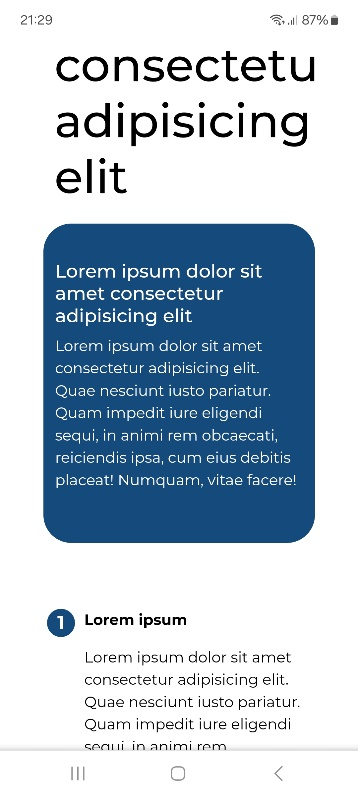 21:29
87%
consectetu
adipisicing
elit
Lorem ipsum dolor sit
amet consectetur
adipisicing elit
Lorem ipsum dolor sit amet
consectetur adipisicing elit.
Quae nesciunt iusto pariatur.
Quam impedit iure eligendi
sequi, in animi rem obcaecati,
reiciendis ipsa, cum eius debitis
placeat! Numquam, vitae facere!
1 Lorem ipsum
Lorem ipsum dolor sit amet
consectetur adipisicing elit.
Quae nesciunt iusto pariatur.
Quam impedit iure eligendi
sequi, in animi rem